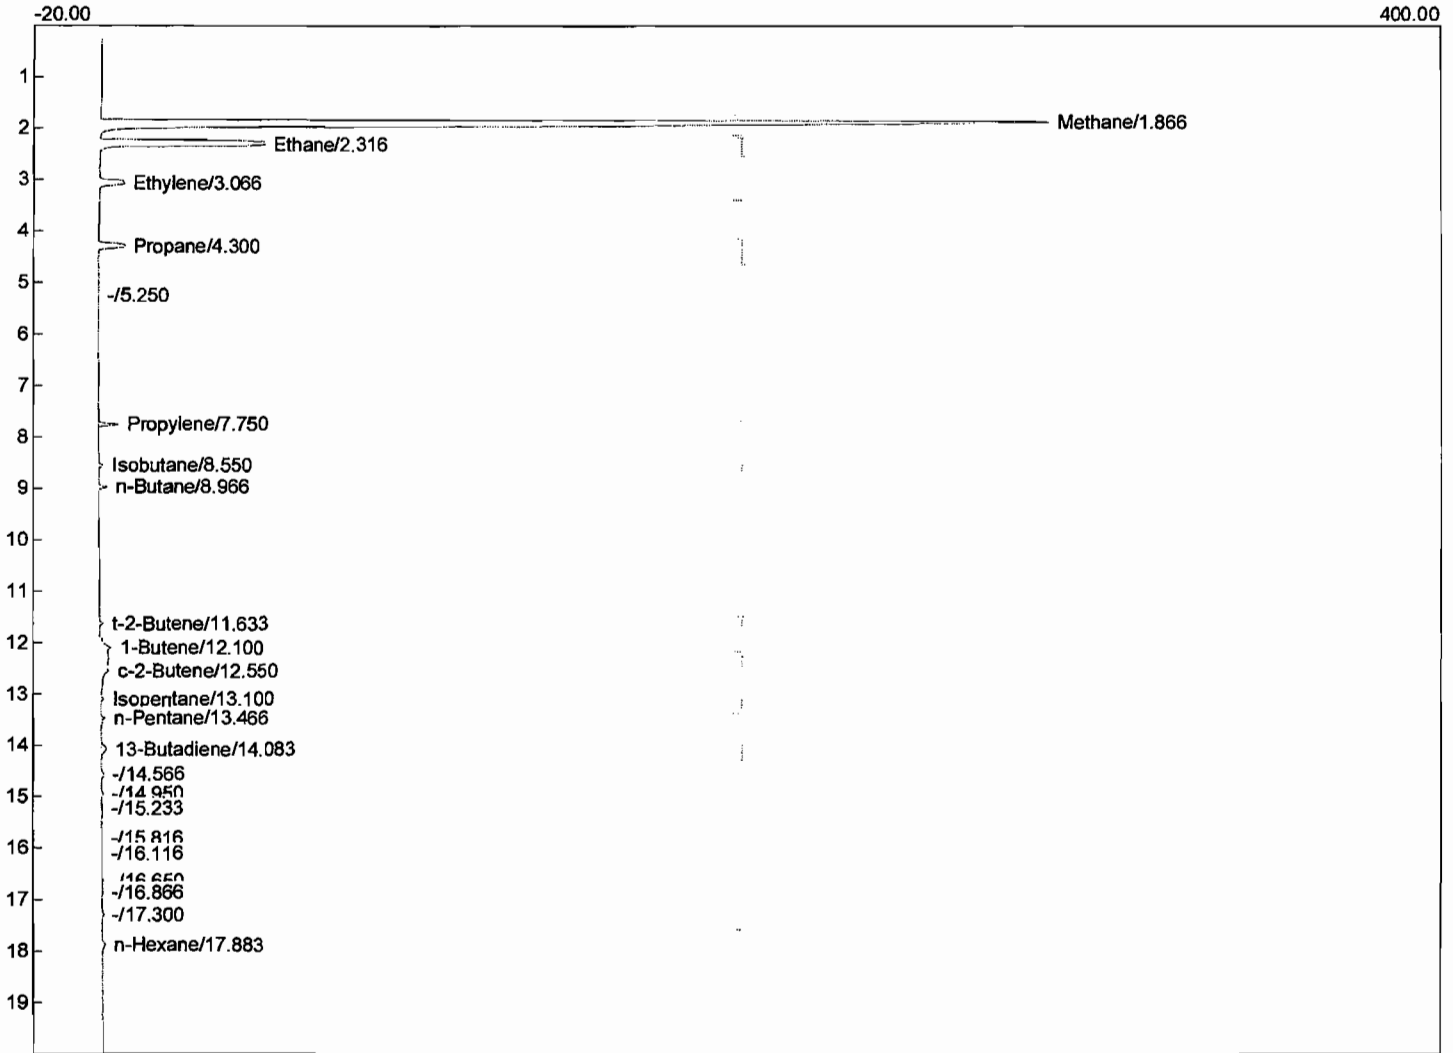 -20.00 400.00
1
Methane/1.866
2
Ethane/2.316
3
Ethylene/3.066
4
Propane/4.300
5
-/5.250
6
7
Propylene/7.750
8
Isobutane/8.550
9
n-Butane/8.966
10
11
t-2-Butene/11.633
12
1-Butene/12.100
c-2-Butene/12.550
13
Isopentane/13.100
n-Pentane/13.466
14
13-Butadiene/14.083
-/14.566
-/14.950
15
-/15.233
-/15.816
16
-/16.116
-/16.650
-/16.866
17
-/17.300
n-Hexane/17.883
18
19